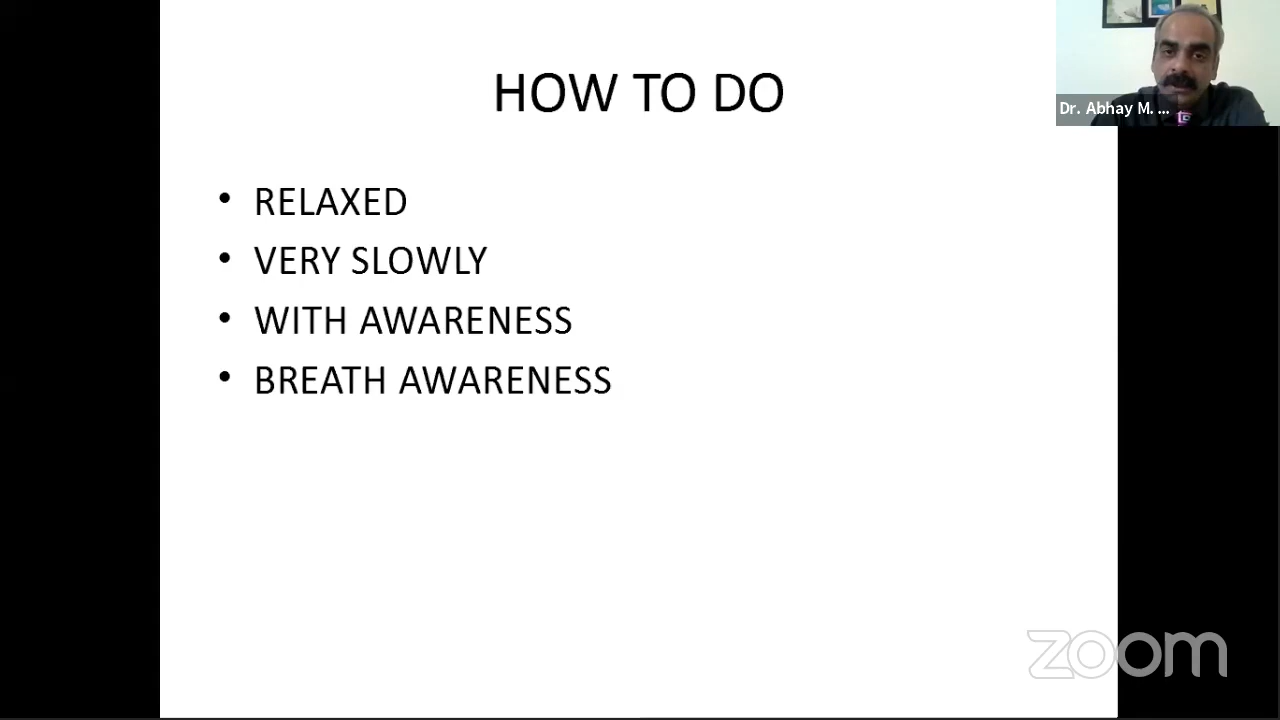 HOW TO DO
Dr. Abhay M. ...
• RELAXED
• VERY SLOWLY
• WITH AWARENESS
• BREATH AWARENESS
zoom